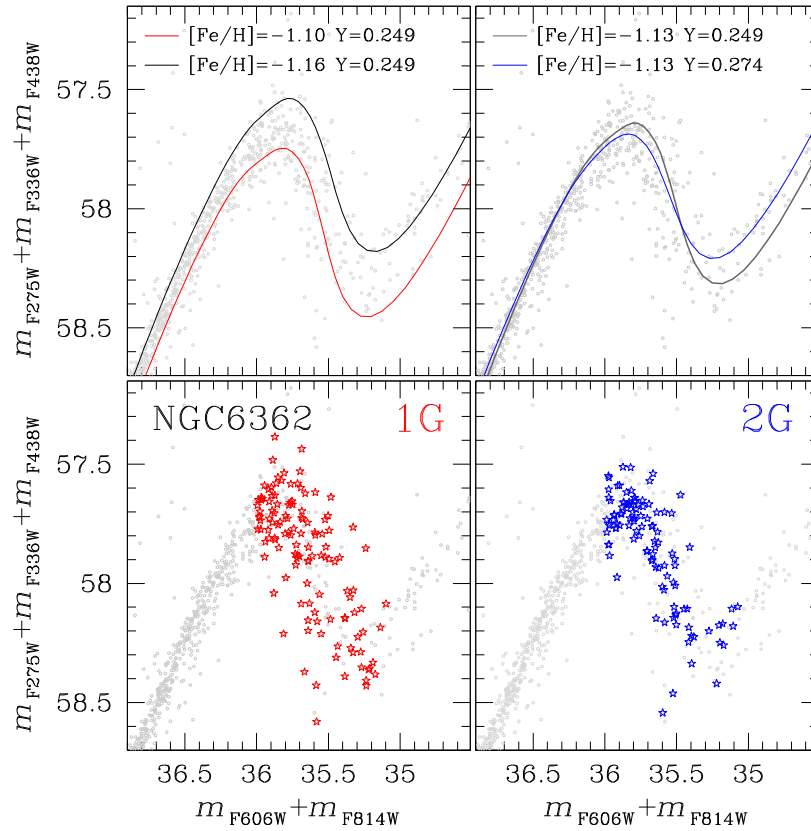 [Fe/H]=−1.10 Y=0.249
[Fe/H]=−1.16 Y=0.249
[Fe/H]=−1.13 Y=0.249
[Fe/H]=−1.13 Y=0.274
m F275W+m F336W+m F438W
57.5
58
58.5
NGC6362
1G
2G
m F275W+m F336W+m F438W
57.5
58
58.5
36.5 36 35.5 35
36.5 36 35.5 35
m F606W+m F814W
m F606W+m F814W